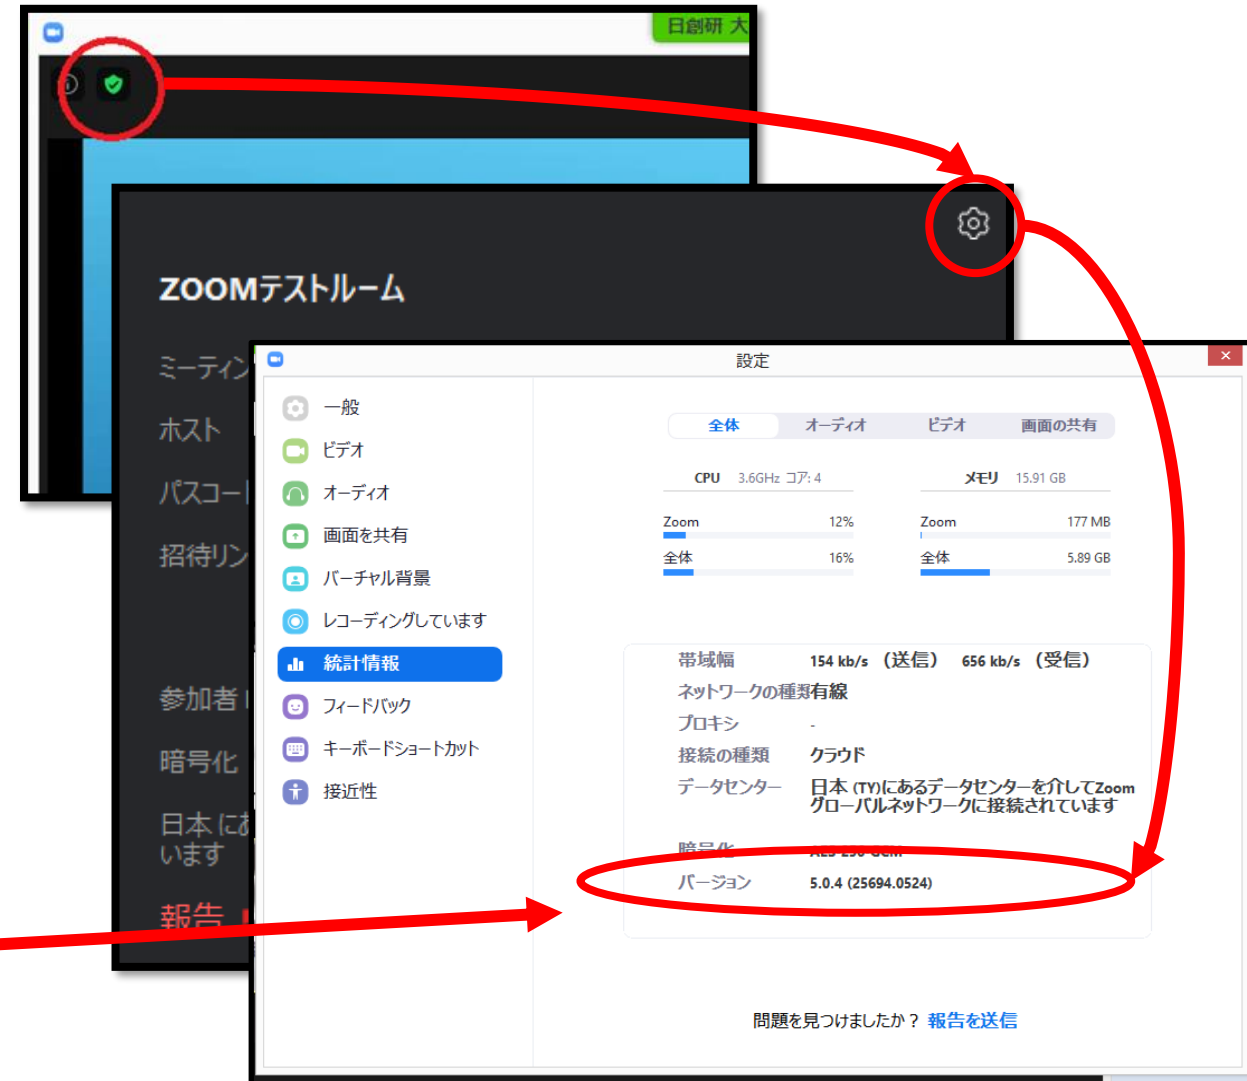 日創研 大
ZOOMテストルーム
ミーティン
ホスト
パスコード
招待リン
参加者
暗号化
日本 にあ
います
報告
設定
一般
ビデオ
オーディオ
画面を共有
バーチャル背景
レコーディングしています
統計情報
フィードバック
キーボードショートカット
接近性
全体 オーディオ ビデオ 画面の共有
CPU 3.6GHz コア: 4 メモリ 15.91 GB
Zoom 12% Zoom 177 MB
全体 16% 全体 5.89 GB
帯域幅 154 kb/s （送信） 656 kb/s （受信）
ネットワークの種類 有線
プロキシ -
接続の種類 クラウド
データセンター 日本 (TY)にあるデータセンターを介してZoom
グローバルネットワークに接続されています
暗号化 AES-256-GCM
バージョン 5.0.4 (25694.0524)
問題を見つけましたか？ 報告を送信